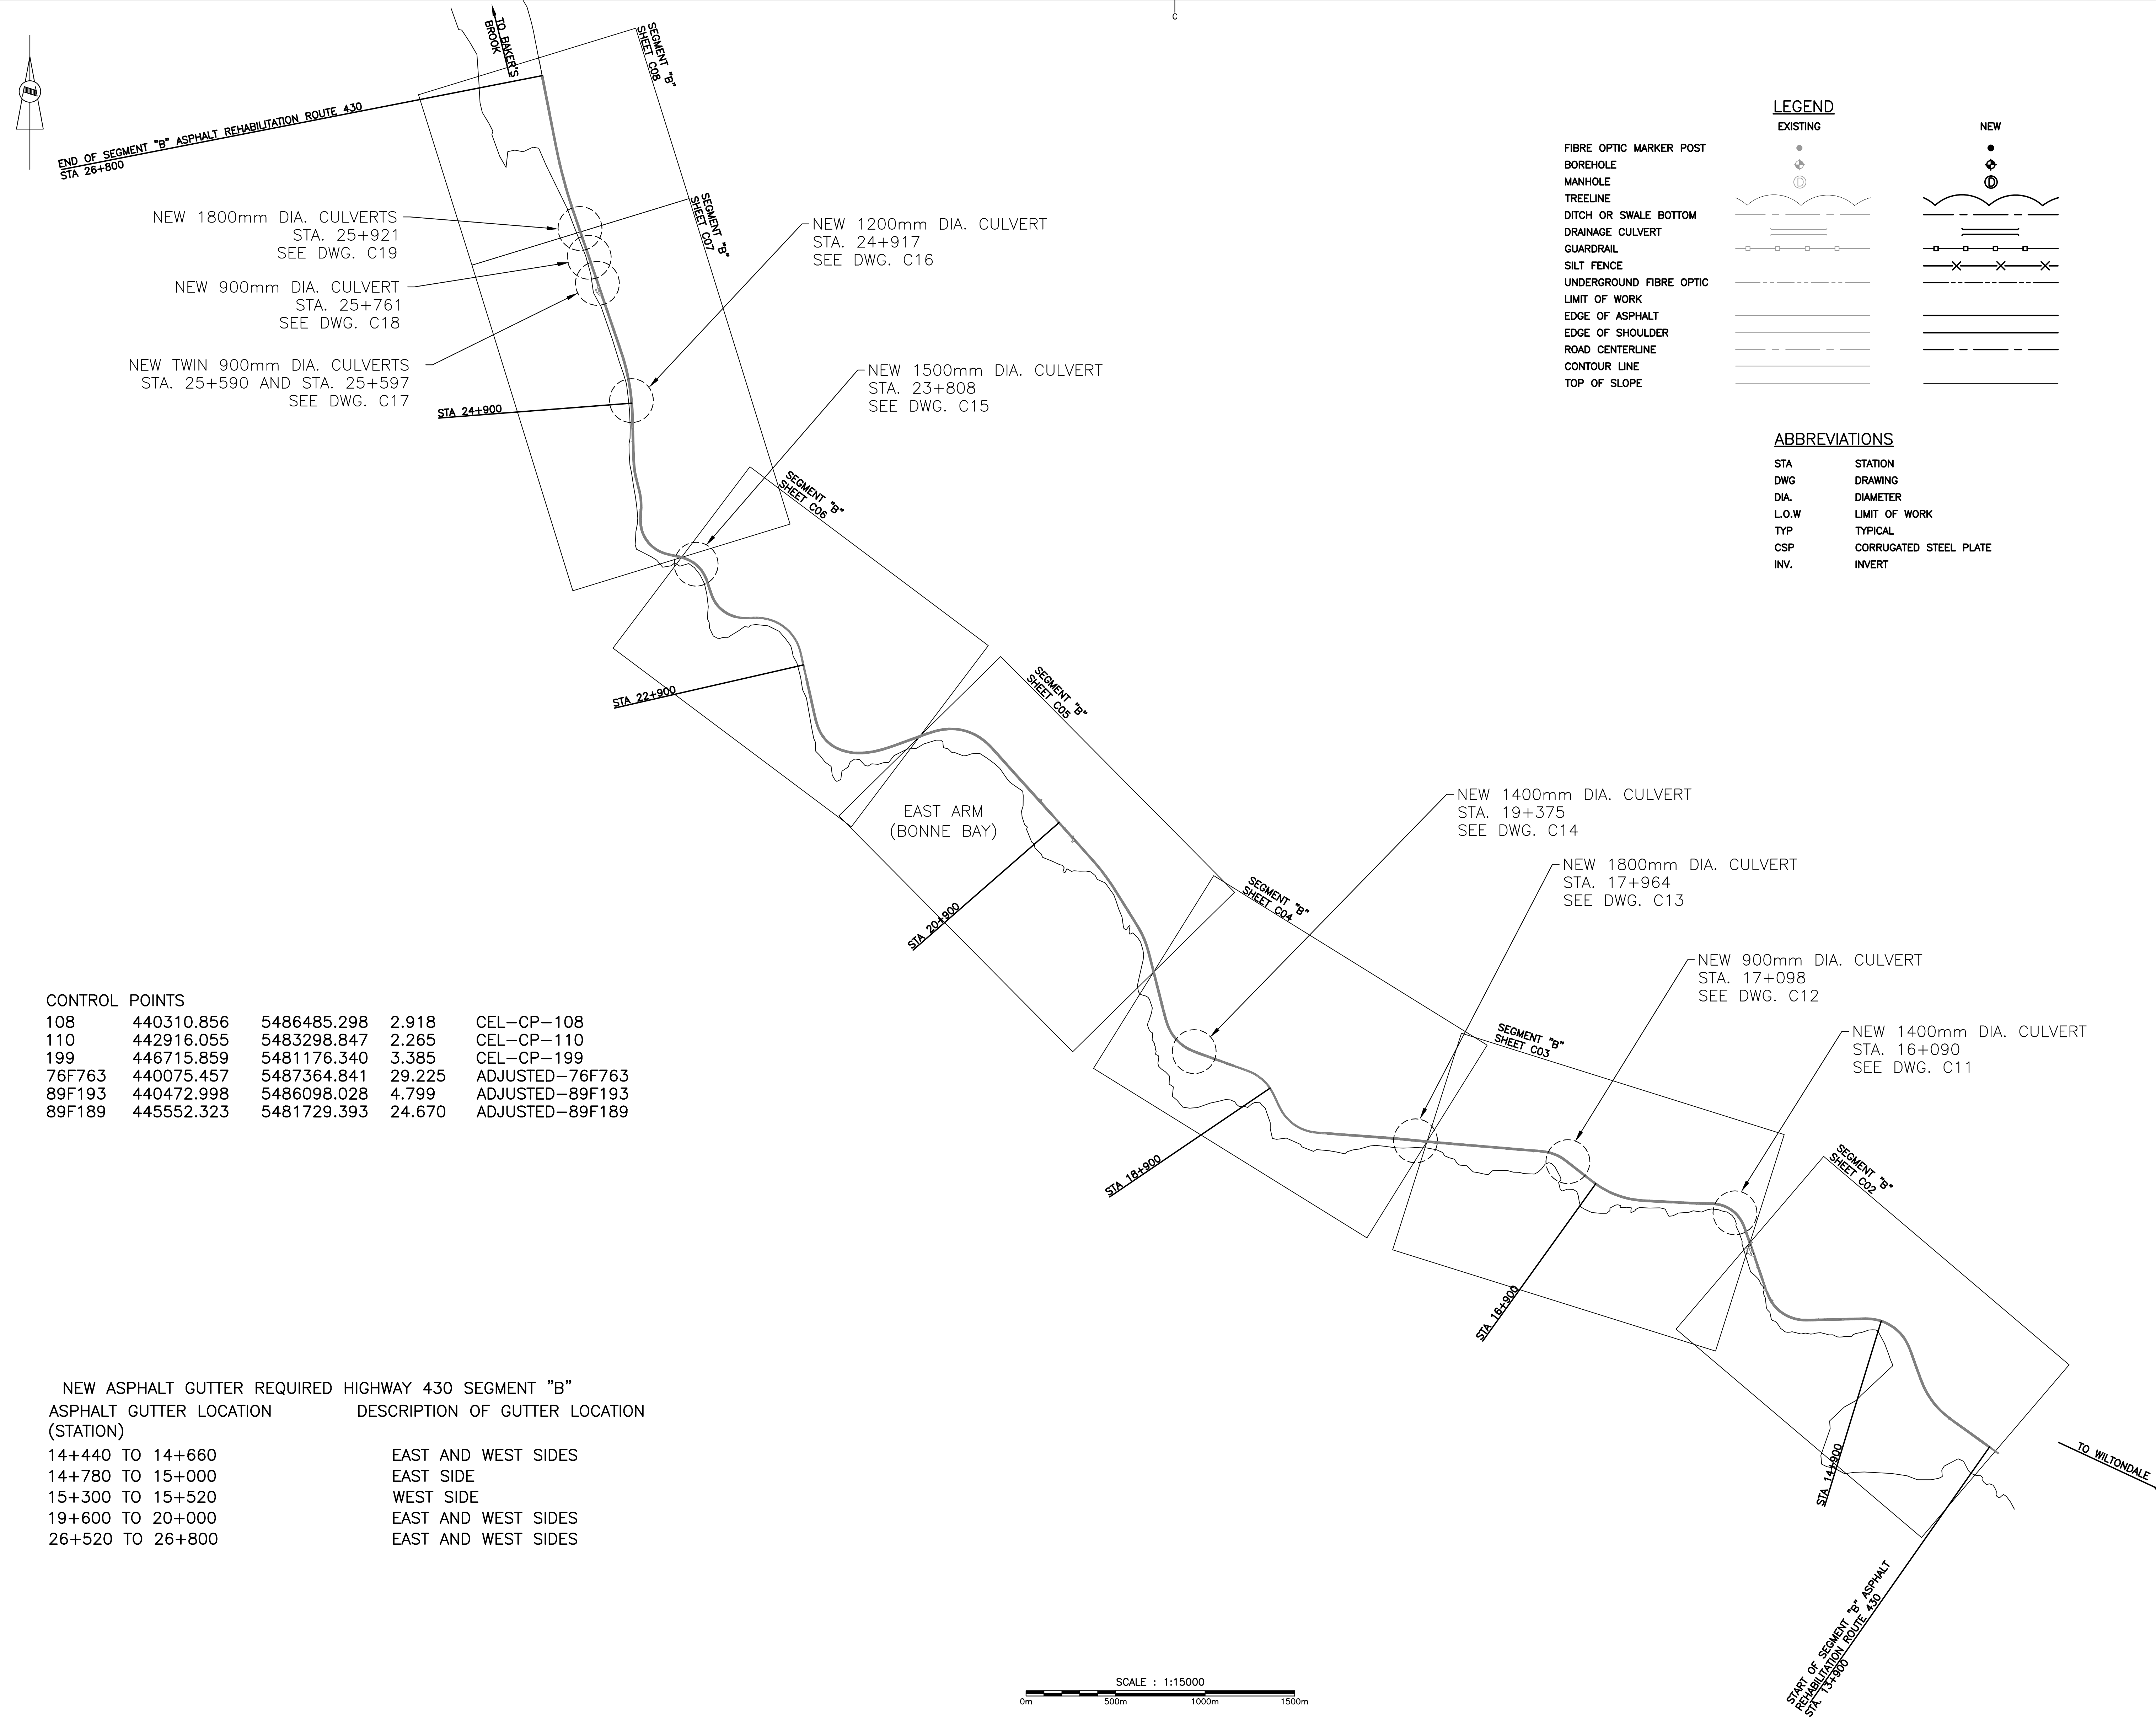 C
TO BAKER'S
BROOK
SEGMENT "B"
SHEET C08
END OF SEGMENT "B" ASPHALT REHABILITATION ROUTE 430
STA 26+800
NEW 1800mm DIA. CULVERTS
STA. 25+921
SEE DWG. C19
NEW 900mm DIA. CULVERT
STA. 25+761
SEE DWG. C18
NEW TWIN 900mm DIA. CULVERTS
STA. 25+590 AND STA. 25+597
SEE DWG. C17
SEGMENT "B"
SHEET C07
NEW 1200mm DIA. CULVERT
STA. 24+917
SEE DWG. C16
STA 24+900
NEW 1500mm DIA. CULVERT
STA. 23+808
SEE DWG. C15
SEGMENT "B"
SHEET C06
STA 22+900
SEGMENT "B"
SHEET C05
EAST ARM
(BONNE BAY)
STA 20+900
NEW 1400mm DIA. CULVERT
STA. 19+375
SEE DWG. C14
SEGMENT "B"
SHEET C04
NEW 1800mm DIA. CULVERT
STA. 17+964
SEE DWG. C13
STA 18+900
NEW 900mm DIA. CULVERT
STA. 17+098
SEE DWG. C12
SEGMENT "B"
SHEET C03
NEW 1400mm DIA. CULVERT
STA. 16+090
SEE DWG. C11
STA 16+900
SEGMENT "B"
SHEET C02
STA 14+900
TO WILTONDALE
START OF SEGMENT "B" ASPHALT
REHABILITATION ROUTE 430
STA. 13+900
LEGEND
EXISTING NEW
FIBRE OPTIC MARKER POST
BOREHOLE
MANHOLE D D
TREELINE
DITCH OR SWALE BOTTOM
DRAINAGE CULVERT
GUARDRAIL
SILT FENCE
UNDERGROUND FIBRE OPTIC
LIMIT OF WORK
EDGE OF ASPHALT
EDGE OF SHOULDER
ROAD CENTERLINE
CONTOUR LINE
TOP OF SLOPE
ABBREVIATIONS
STA STATION
DWG DRAWING
DIA. DIAMETER
L.O.W LIMIT OF WORK
TYP TYPICAL
CSP CORRUGATED STEEL PLATE
INV. INVERT
CONTROL POINTS
108 440310.856 5486485.298 2.918 CEL-CP-108
110 442916.055 5483298.847 2.265 CEL-CP-110
199 446715.859 5481176.340 3.385 CEL-CP-199
76F763 440075.457 5487364.841 29.225 ADJUSTED-76F763
89F193 440472.998 5486098.028 4.799 ADJUSTED-89F193
89F189 445552.323 5481729.393 24.670 ADJUSTED-89F189
NEW ASPHALT GUTTER REQUIRED HIGHWAY 430 SEGMENT "B"
ASPHALT GUTTER LOCATION DESCRIPTION OF GUTTER LOCATION
(STATION)
14+440 TO 14+660 EAST AND WEST SIDES
14+780 TO 15+000 EAST SIDE
15+300 TO 15+520 WEST SIDE
19+600 TO 20+000 EAST AND WEST SIDES
26+520 TO 26+800 EAST AND WEST SIDES
SCALE : 1:15000
0m 500m 1000m 1500m